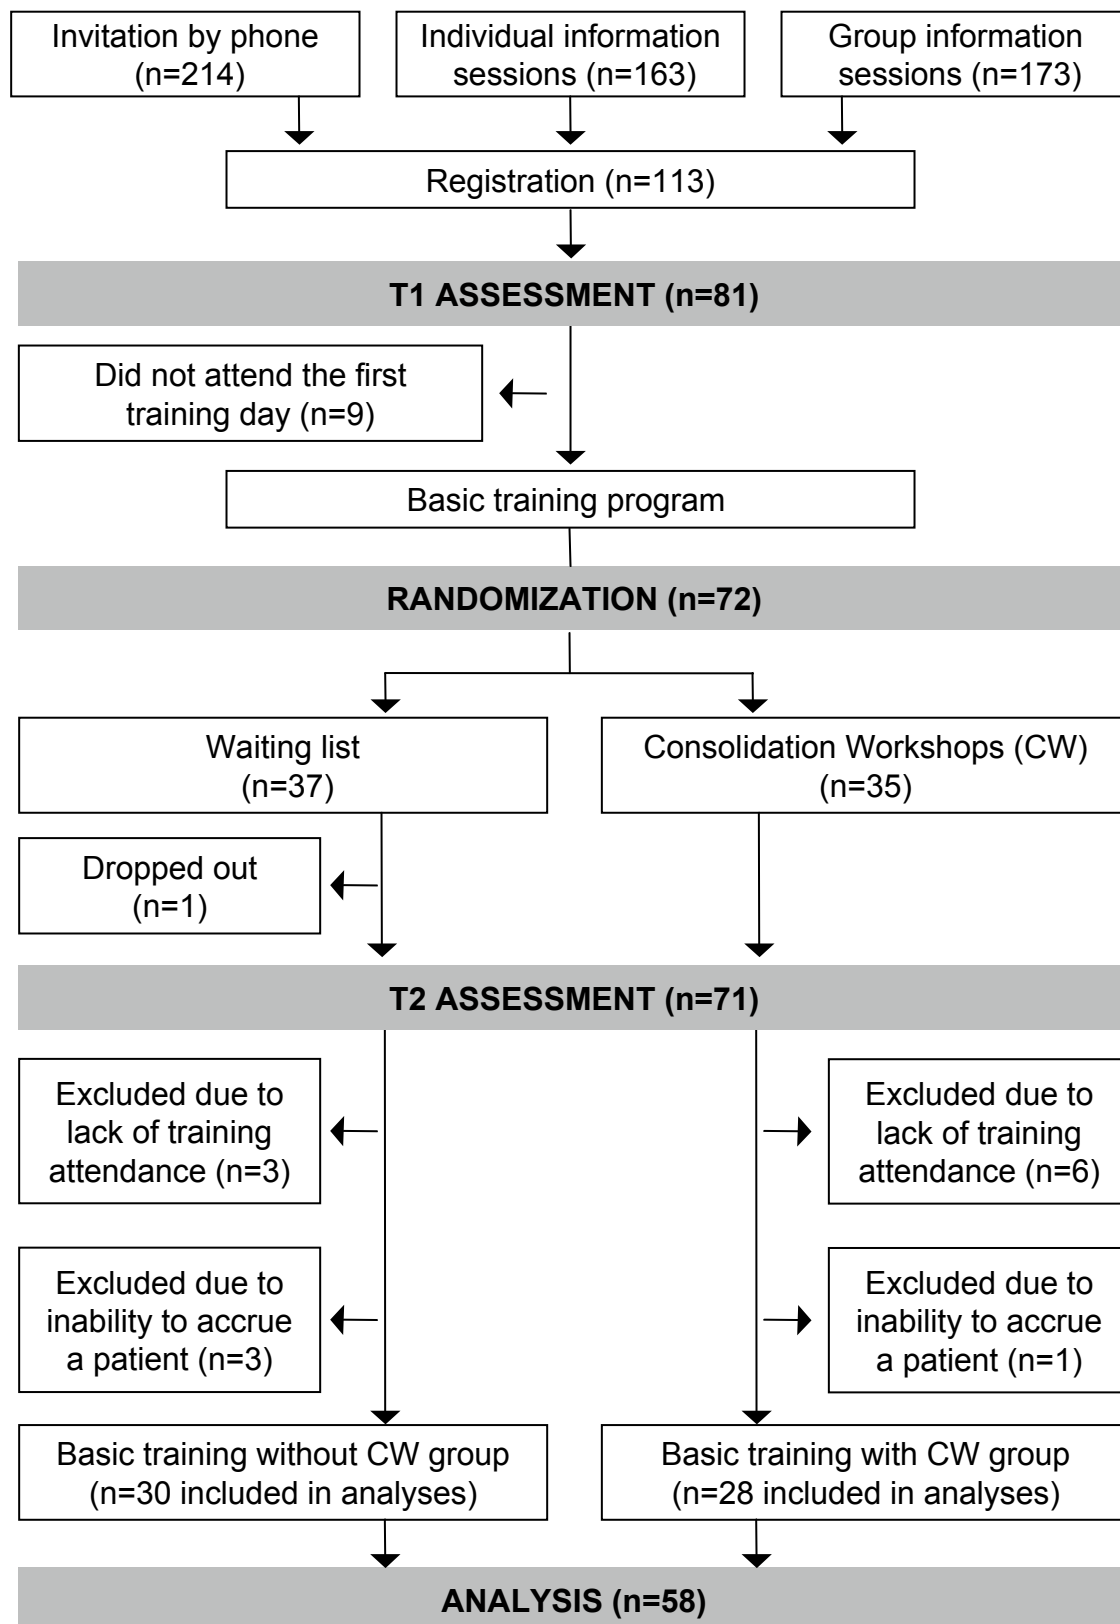 Invitation by phone
(n=214)
Individual information
sessions (n=163)
Group information
sessions (n=173)
Registration (n=113)
T1 ASSESSMENT (n=81)
Did not attend the first
training day (n=9)
Basic training program
RANDOMIZATION (n=72)
Waiting list
(n=37)
Consolidation Workshops (CW)
(n=35)
Dropped out
(n=1)
T2 ASSESSMENT (n=71)
Excluded due to
lack of training
attendance (n=3)
Excluded due to
lack of training
attendance (n=6)
Excluded due to
inability to accrue
a patient (n=3)
Excluded due to
inability to accrue
a patient (n=1)
Basic training without CW group
(n=30 included in analyses)
Basic training with CW group
(n=28 included in analyses)
ANALYSIS (n=58)